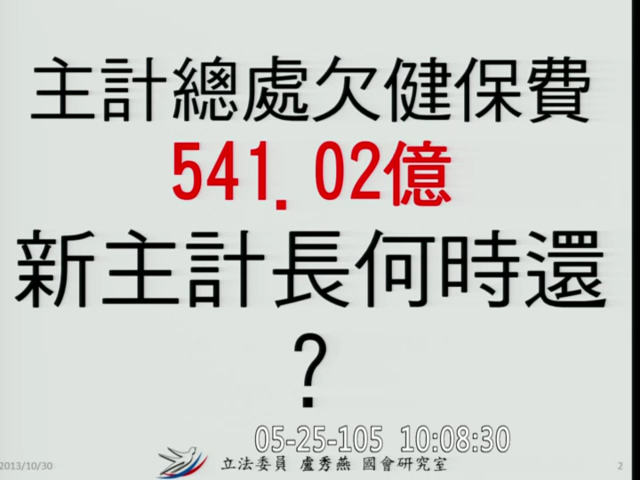 主計總處欠健保費
541.02億
新主計長何時還
?
05-25-105 10:08:30
2013/10/30 立法委員 盧秀燕 國會研究室 2